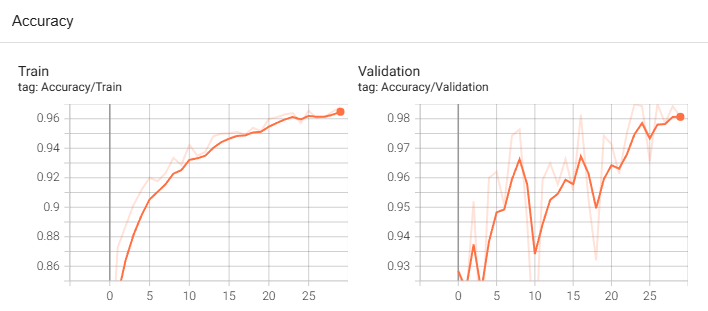 Accuracy
Train
tag: Accuracy/Train
0.96
0.94
0.92
0.9
0.88
0.86
0 5 10 15 20 25
Validation
tag: Accuracy/Validation
0.98
0.97
0.96
0.95
0.94
0.93
0 5 10 15 20 25